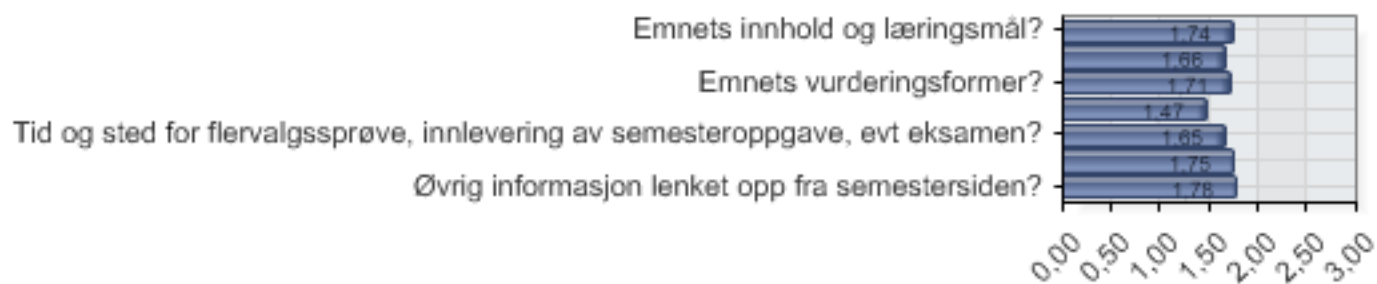 Emnets innhold og læringsmål?
1,74
1,66
Emnets vurderingsformer?
1,71
1,47
Tid og sted for flervalgssprøve, innlevering av semesteroppgave, evt eksamen?
1,65
1,75
Øvrig informasjon lenket opp fra semestersiden?
1,78
0,00 0,50 1,00 1,50 2,00 2,50 3,00